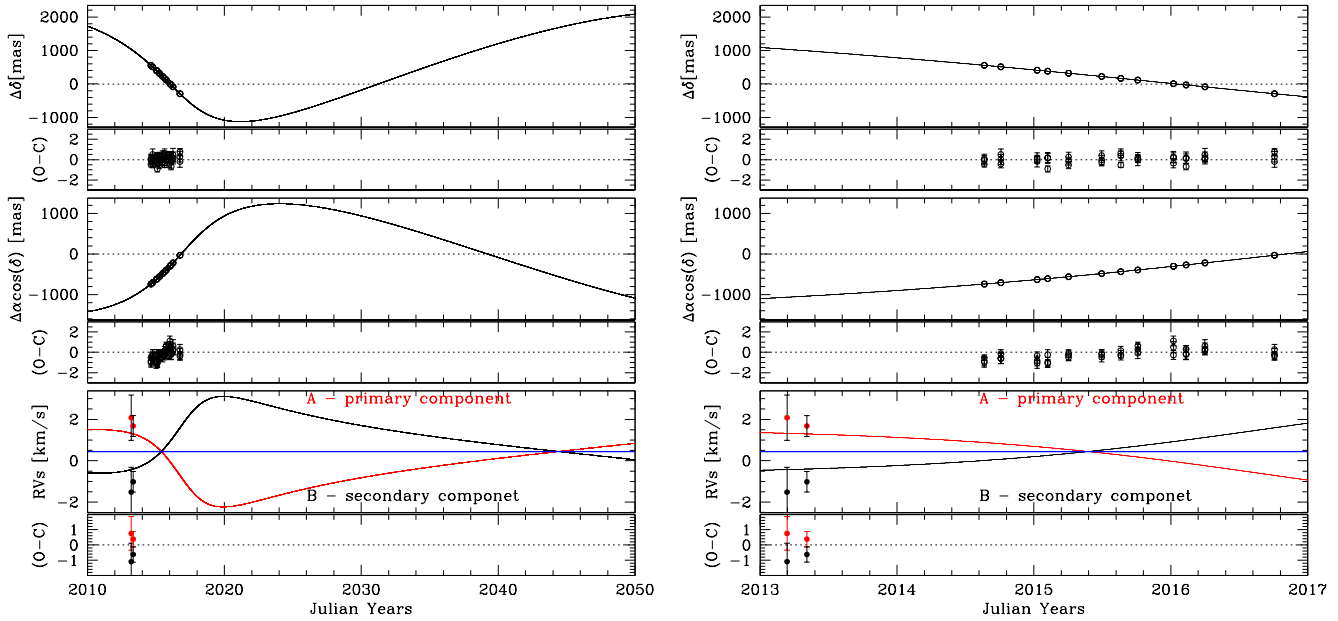 2000
1000
0
−1000
Δδ[mas]
2
0
−2
(O−C)
1000
0
−1000
Δαcos(δ) [mas]
2
0
−2
(O−C)
A − primary component
2
0
−2
RVs [km/s]
B − secondary componet
1
0
−1
(O−C)
2010 2020 2030 2040 2050
Julian Years
2000
1000
0
−1000
Δδ[mas]
2
0
−2
(O−C)
1000
0
−1000
Δαcos(δ) [mas]
2
0
−2
(O−C)
A − primary component
2
0
−2
RVs [km/s]
B − secondary componet
1
0
−1
(O−C)
2013 2014 2015 2016 2017
Julian Years